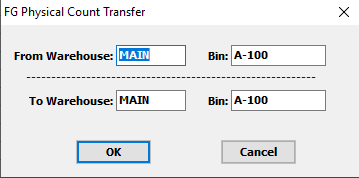 FG Physical Count Transfer
From Warehouse: MAIN Bin: A-100
To Warehouse: MAIN Bin: A-100
OK Cancel